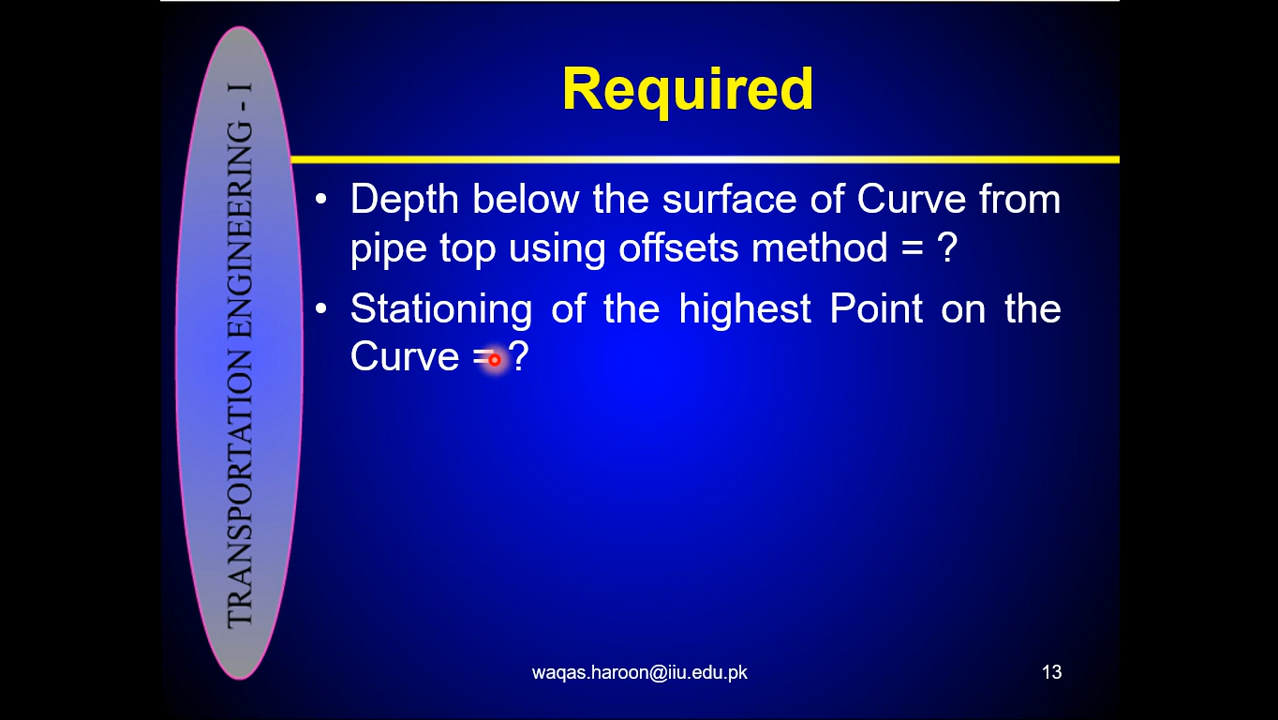 TRANSPORTATION ENGINEERING - I
Required
• Depth below the surface of Curve from
pipe top using offsets method = ?
• Stationing of the highest Point on the
Curve = ?
waqas.haroon@iiu.edu.pk
13